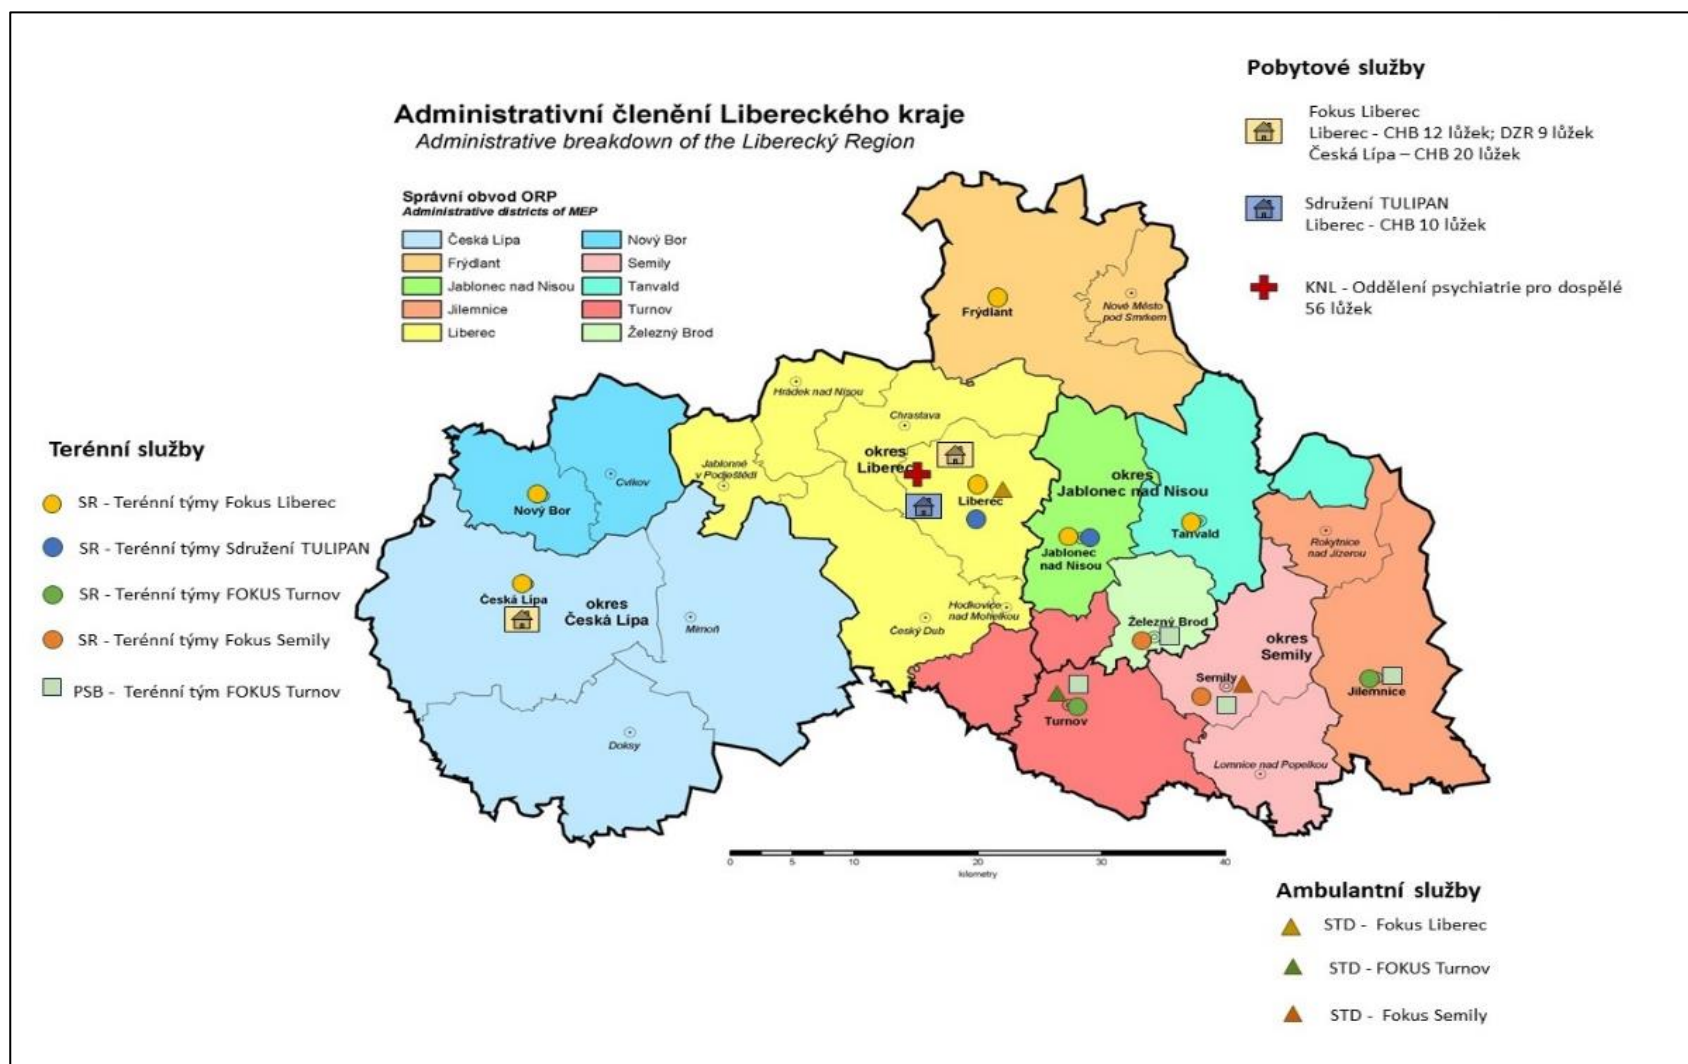 Pobytové služby
Fokus Liberec
Liberec - CHB 12 lůžek; DZR 9 lůžek
Česká Lípa – CHB 20 lůžek
Sdružení TULIPAN
Liberec - CHB 10 lůžek
KNL - Oddělení psychiatrie pro dospělé
56 lůžek
Administrativní členění Libereckého kraje
Administrative breakdown of the Liberecký Region
Správní obvod ORP
Administrative districts of MEP
Česká Lípa
Frýdlant
Jablonec nad Nisou
Jilemnice
Liberec
Nový Bor
Semily
Tanvald
Turnov
Železný Brod
Terénní služby
SR - Terénní týmy Fokus Liberec
SR - Terénní týmy Sdružení TULIPAN
SR - Terénní týmy FOKUS Turnov
SR - Terénní týmy Fokus Semily
PSB - Terénní tým FOKUS Turnov
Frýdlant
Nové Město
pod Smrkem
Hrádek nad Nisou
Chrastava
okres
Liberec
Jablonné
v Podještědí
Cvikov
Nový Bor
Liberec
okres
Jablonec nad Nisou
Jablonec
nad Nisou
Tanvald
Rokytnice
nad Jizerou
Česká Lípa
okres
Česká Lípa
Mimoň
Český Dub
Hodkovice
nad Mohelkou
Železný Brod
okres
Semily
Semily
Jilemnice
Turnov
Doksy
Lomnice nad Popelkou
0 5 10 20 30 40
kilometry
Ambulantní služby
STD - Fokus Liberec
STD - FOKUS Turnov
STD - Fokus Semily